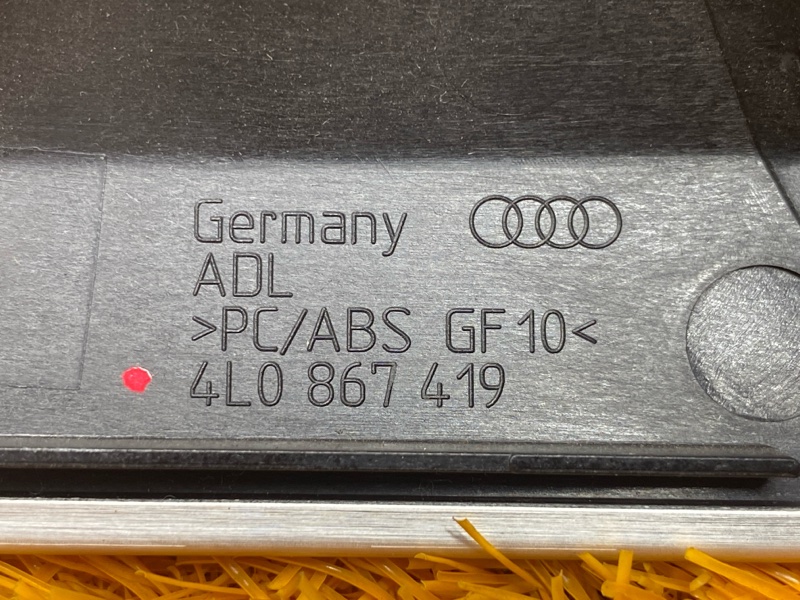 Germany
ADL
>PC/ABS GF10<
4L0 867 419